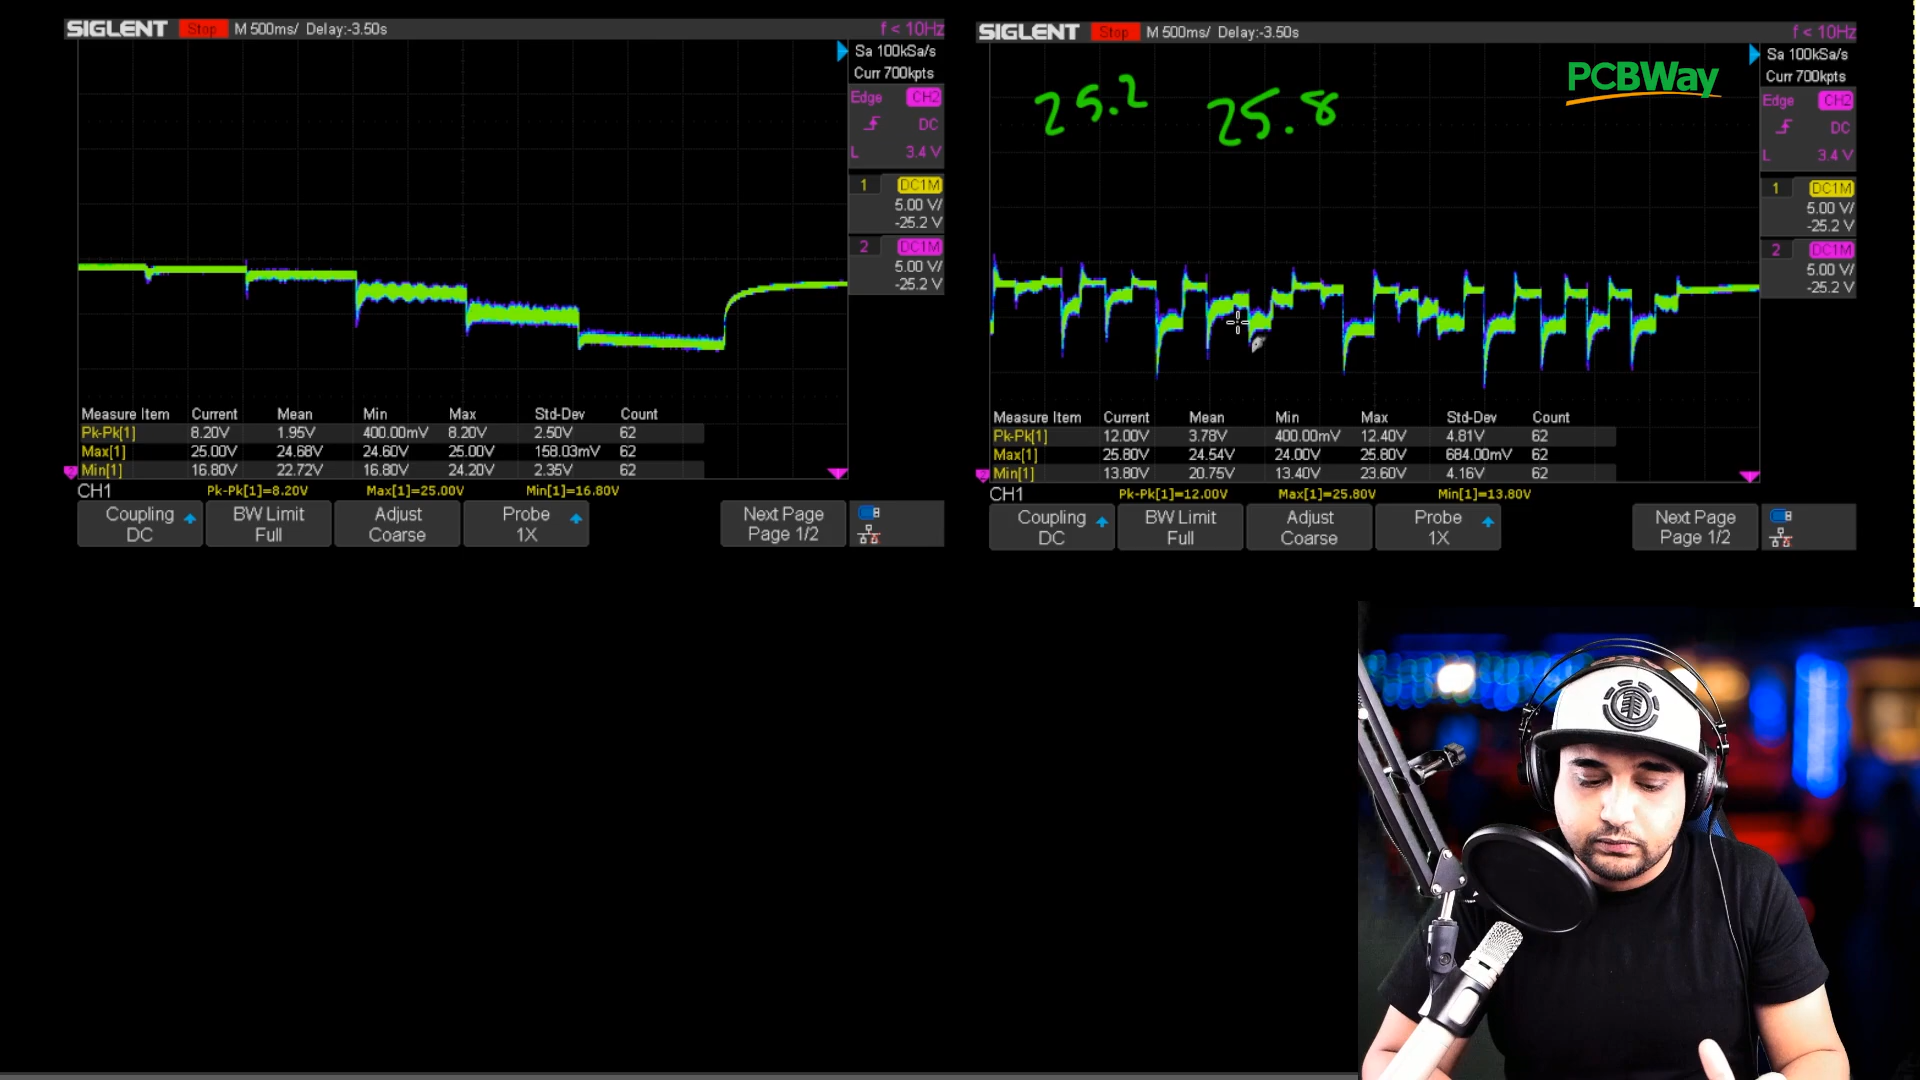 SIGLENT Stop M 500ms/ Delay:-3.50s f < 10Hz
Sa 100kSa/s
Curr 700kpts
Edge CH2
DC
L 3.4 V
1 DC1M
5.00 V/
-25.2 V
2 DC1M
5.00 V/
-25.2 V
Measure Item Current Mean Min Max Std-Dev Count
Pk-Pk[1] 8.20V 1.95V 400.00mV 8.20V 2.50V 62
Max[1] 25.00V 24.68V 24.60V 25.00V 158.03mV 62
Min[1] 16.80V 22.72V 16.80V 24.20V 2.35V 62
CH1 Pk-Pk[1]=8.20V Max[1]=25.00V Min[1]=16.80V
Coupling BW Limit Adjust Probe Next Page
DC Full Coarse 1X Page 1/2
SIGLENT Stop M 500ms/ Delay:-3.50s f < 10Hz
25.2 25.8
PCBWay
Sa 100kSa/s
Curr 700kpts
Edge CH2
DC
L 3.4 V
1 DC1M
5.00 V/
-25.2 V
2 DC1M
5.00 V/
-25.2 V
Measure Item Current Mean Min Max Std-Dev Count
Pk-Pk[1] 12.00V 3.78V 400.00mV 12.40V 4.81V 62
Max[1] 25.80V 24.54V 24.00V 25.80V 684.00mV 62
Min[1] 13.80V 20.75V 13.40V 23.60V 4.16V 62
CH1 Pk-Pk[1]=12.00V Max[1]=25.80V Min[1]=13.80V
Coupling BW Limit Adjust Probe Next Page
DC Full Coarse 1X Page 1/2